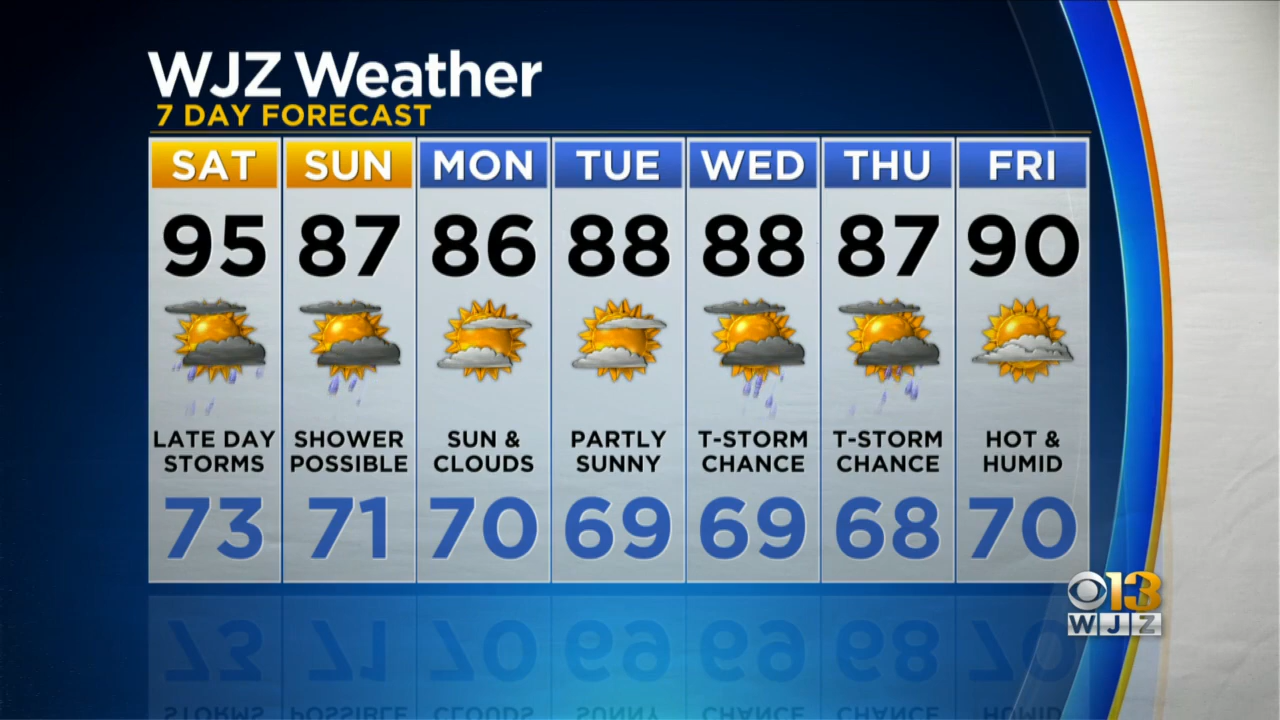 WJZ Weather
7 DAY FORECAST
SAT SUN MON TUE WED THU FRI
95 87 86 88 88 87 90
LATE DAY SHOWER SUN & PARTLY T-STORM T-STORM HOT &
STORMS POSSIBLE CLOUDS SUNNY CHANCE CHANCE HUMID
73 71 70 69 69 68 70
13
WJZ